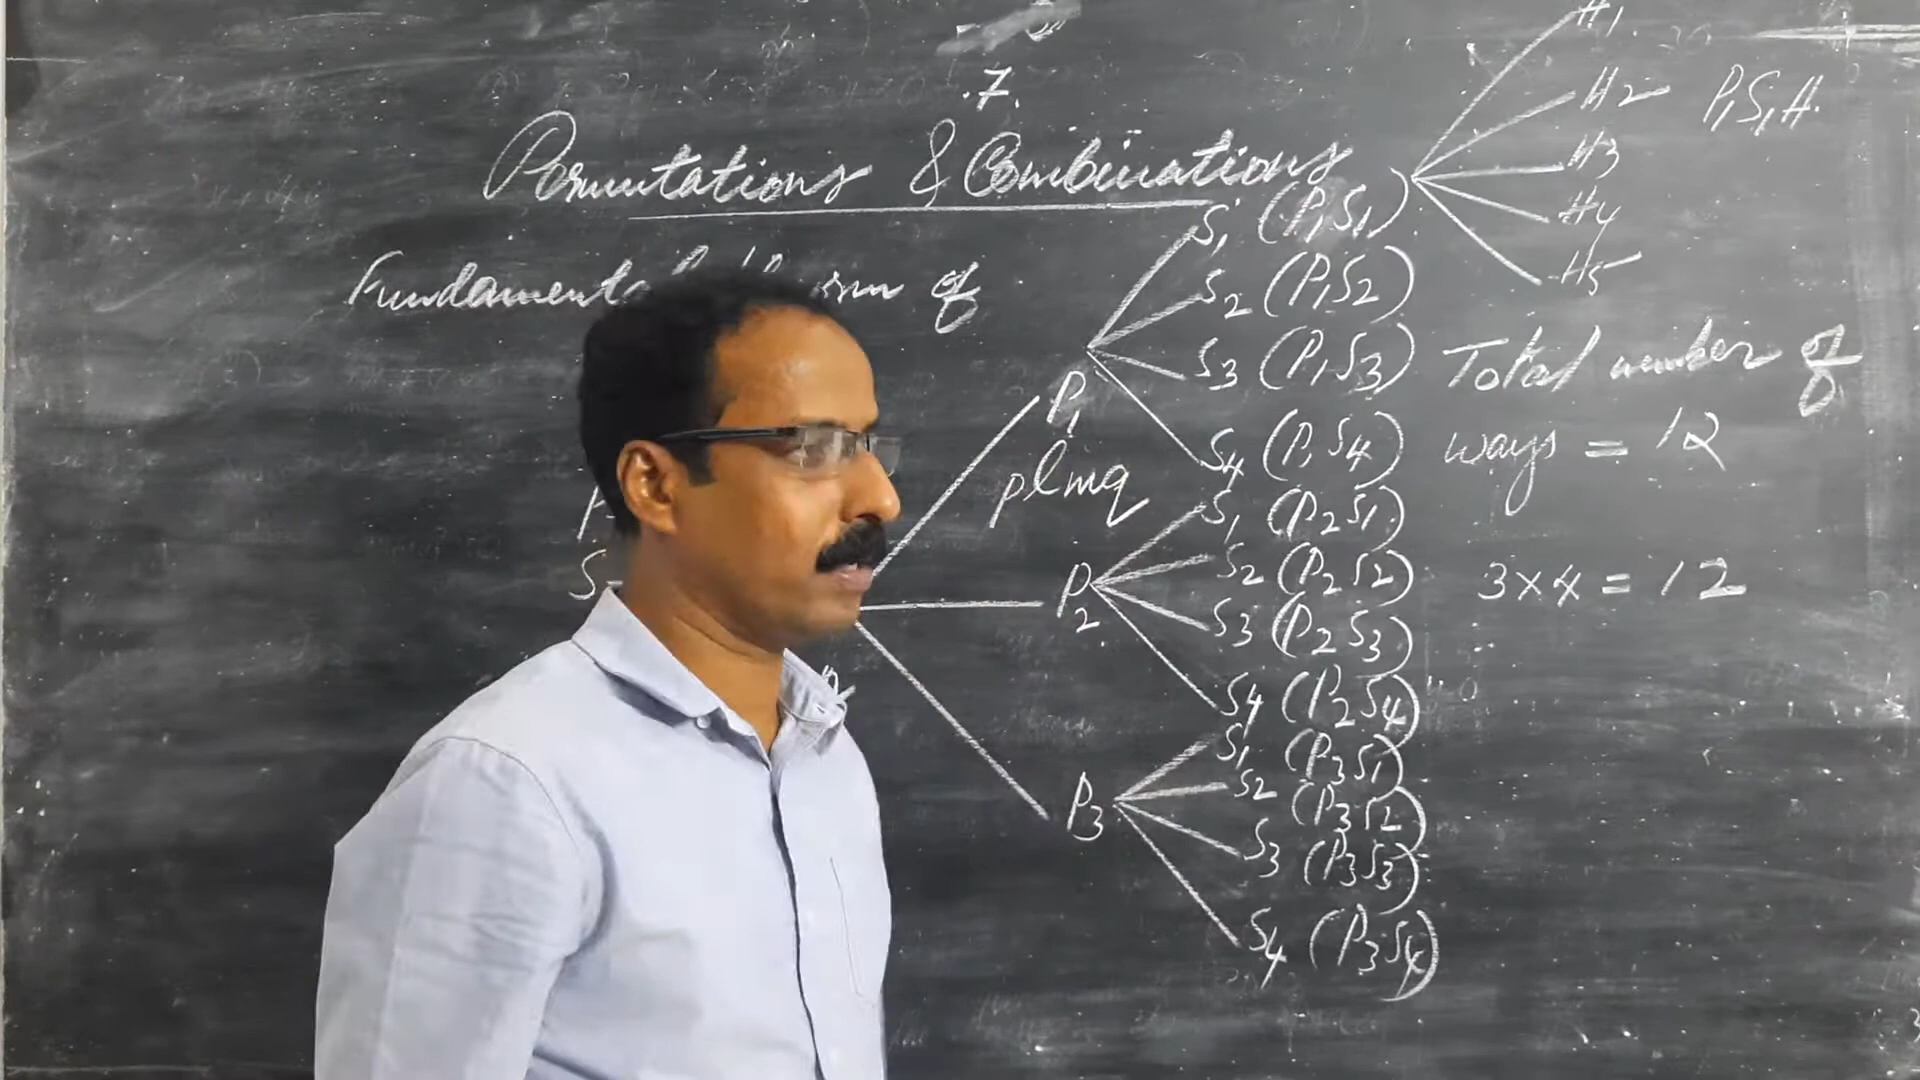 .7.
Permutations & Combinations
Fundamental of
P1
plmq
P2
P3
S1 (P1S1)
S2 (P1S2)
S3 (P1S3)
S4 (P1S4)
S1 (P2S1)
S2 (P2S2)
S3 (P2S3)
S4 (P2S4)
S1 (P3S1)
S2 (P3S2)
S3 (P3S3)
S4 (P3S4)
H1
H2 P1S1H
H3
H4
H5
Total number of
ways = 12
3×4 = 12